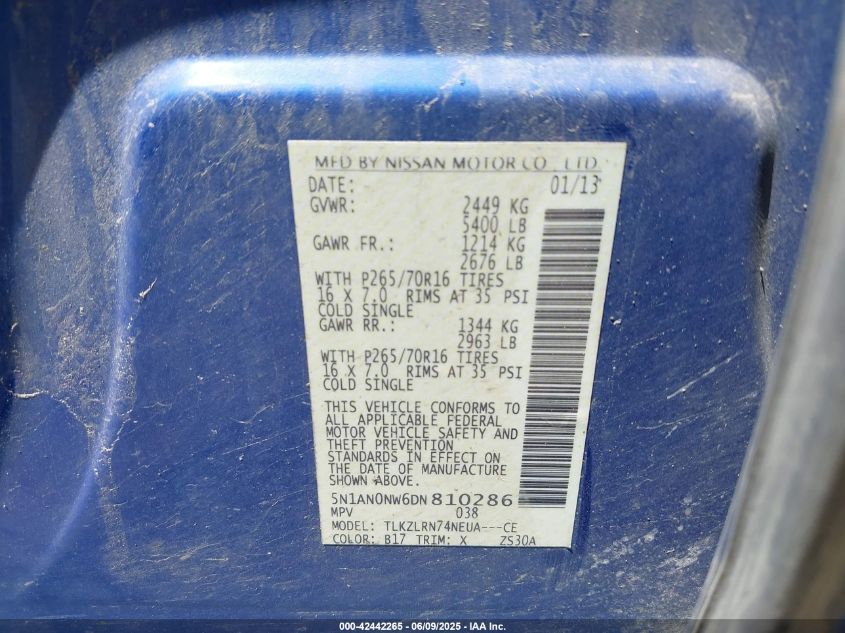 MFD BY NISSAN MOTOR CO., LTD.
DATE: 01/13
GVWR: 2449 KG
5400 LB
GAWR FR.: 1214 KG
2676 LB
WITH P265/70R16 TIRES
16 X 7.0 RIMS AT 35 PSI
COLD SINGLE
GAWR RR.: 1344 KG
2963 LB
WITH P265/70R16 TIRES
16 X 7.0 RIMS AT 35 PSI
COLD SINGLE
THIS VEHICLE CONFORMS TO
ALL APPLICABLE FEDERAL
MOTOR VEHICLE SAFETY AND
THEFT PREVENTION
STANDARDS IN EFFECT ON
THE DATE OF MANUFACTURE
SHOWN ABOVE.
5N1AN0NW6DN810286
MPV 038
MODEL: TLKZLRN74NEUA---CE
COLOR: B17 TRIM: X ZS30A
000-42442265 - 06/09/2025 - IAA Inc.